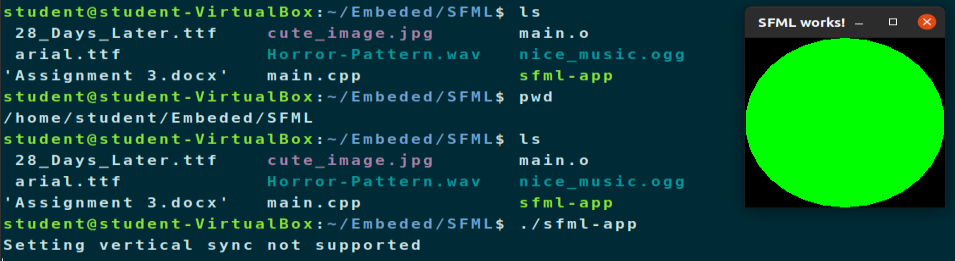 student@student-VirtualBox:~/Embeded/SFML$ ls
28_Days_Later.ttf cute_image.jpg main.o
arial.ttf Horror-Pattern.wav nice_music.ogg
'Assignment 3.docx' main.cpp sfml-app
student@student-VirtualBox:~/Embeded/SFML$ pwd
/home/student/Embeded/SFML
student@student-VirtualBox:~/Embeded/SFML$ ls
28_Days_Later.ttf cute_image.jpg main.o
arial.ttf Horror-Pattern.wav nice_music.ogg
'Assignment 3.docx' main.cpp sfml-app
student@student-VirtualBox:~/Embeded/SFML$ ./sfml-app
Setting vertical sync not supported
SFML works!